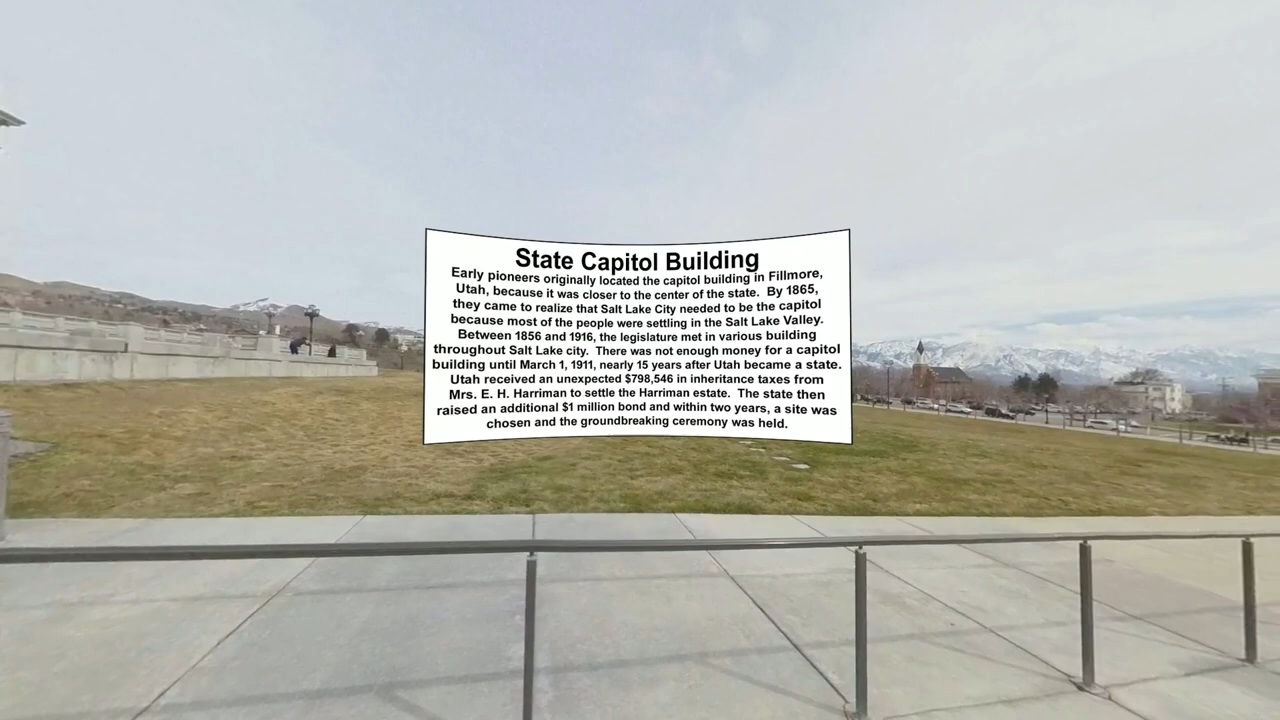 State Capitol Building
Early pioneers originally located the capitol building in Fillmore,
Utah, because it was closer to the center of the state.  By 1865,
they came to realize that Salt Lake City needed to be the capitol
because most of the people were settling in the Salt Lake Valley.
Between 1856 and 1916, the legislature met in various building
throughout Salt Lake city.  There was not enough money for a capitol
building until March 1, 1911, nearly 15 years after Utah became a state.
Utah received an unexpected $798,546 in inheritance taxes from
Mrs. E. H. Harriman to settle the Harriman estate.  The state then
raised an additional $1 million bond and within two years, a site was
chosen and the groundbreaking ceremony was held.